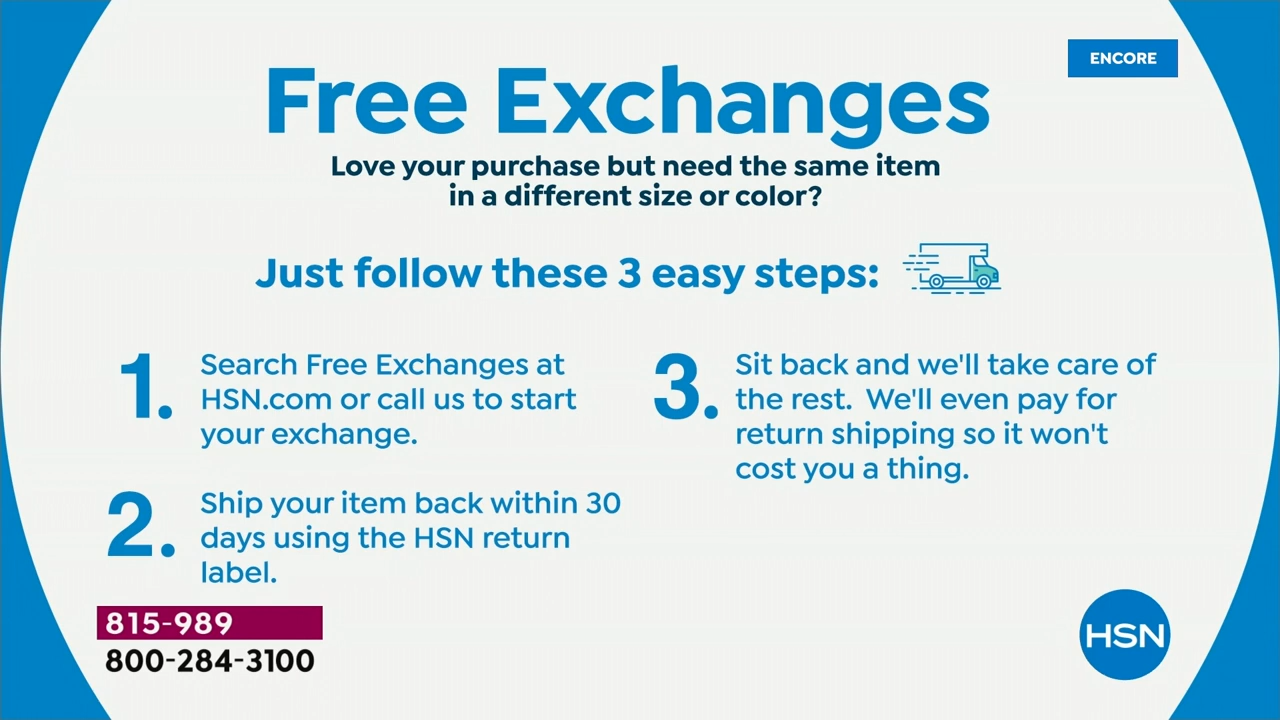 ENCORE
Free Exchanges
Love your purchase but need the same item
in a different size or color?
Just follow these 3 easy steps:
1. Search Free Exchanges at
HSN.com or call us to start
your exchange.
2. Ship your item back within 30
days using the HSN return
label.
3. Sit back and we'll take care of
the rest. We'll even pay for
return shipping so it won't
cost you a thing.
815-989
800-284-3100
HSN